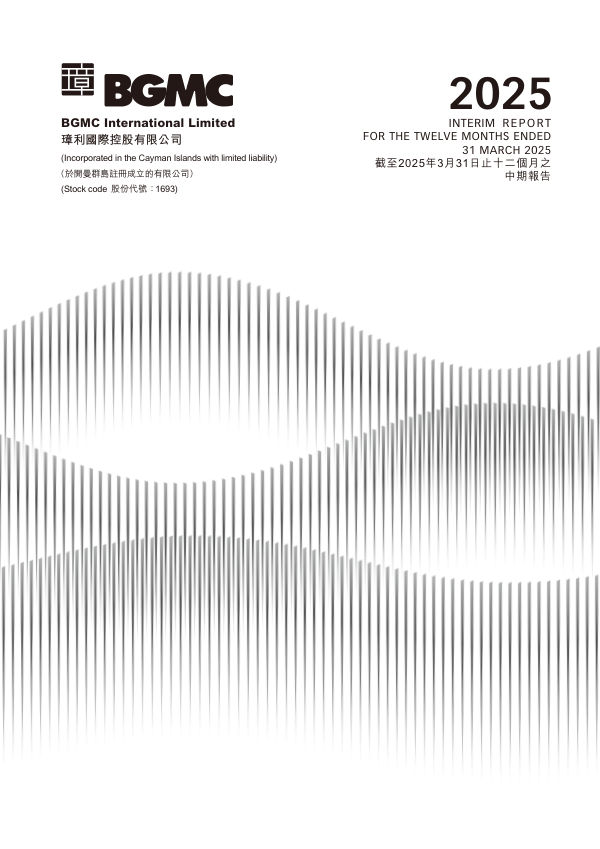 BGMC
BGMC International Limited
璋利國際控股有限公司
(Incorporated in the Cayman Islands with limited liability)
(於開曼群島註冊成立的有限公司)
(Stock code 股份代號：1693)
2025
INTERIM REPORT
FOR THE TWELVE MONTHS ENDED
31 MARCH 2025
截至2025年3月31日止十二個月之
中期報告